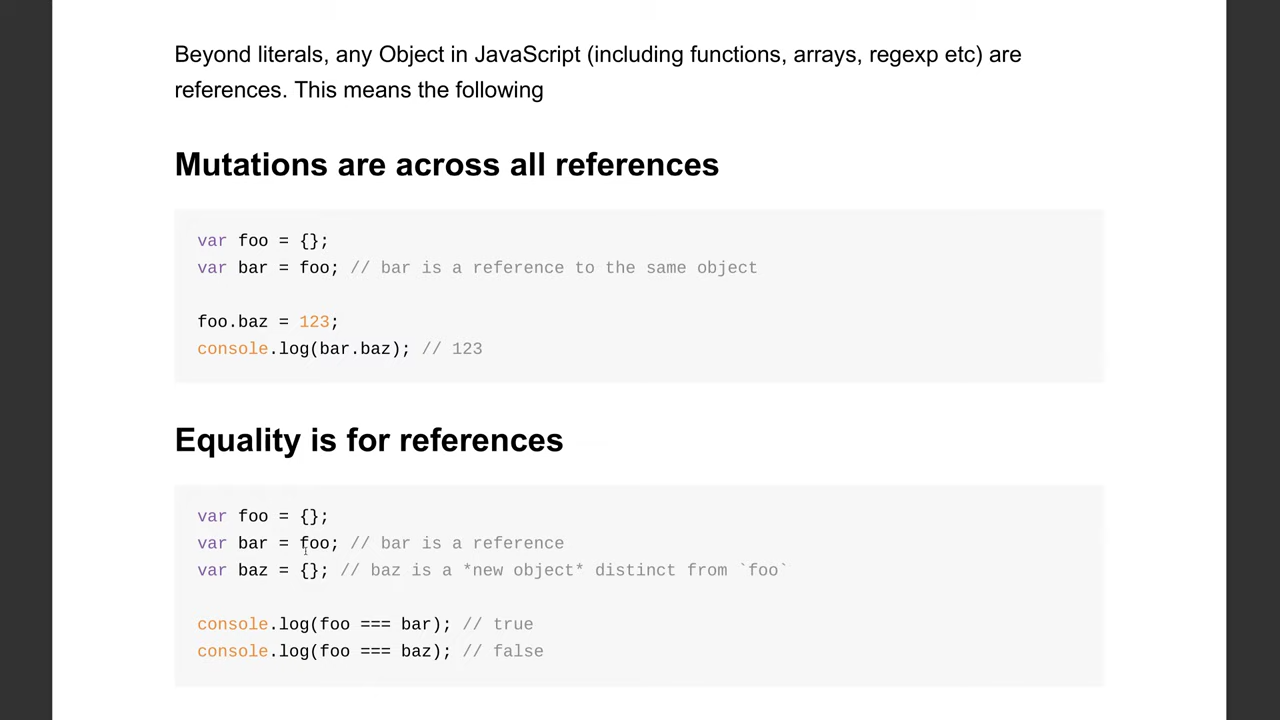 Beyond literals, any Object in JavaScript (including functions, arrays, regexp etc) are
references. This means the following
Mutations are across all references
var foo = {};
var bar = foo; // bar is a reference to the same object
foo.baz = 123;
console.log(bar.baz); // 123
Equality is for references
var foo = {};
var bar = foo; // bar is a reference
var baz = {}; // baz is a *new object* distinct from `foo`
console.log(foo === bar); // true
console.log(foo === baz); // false